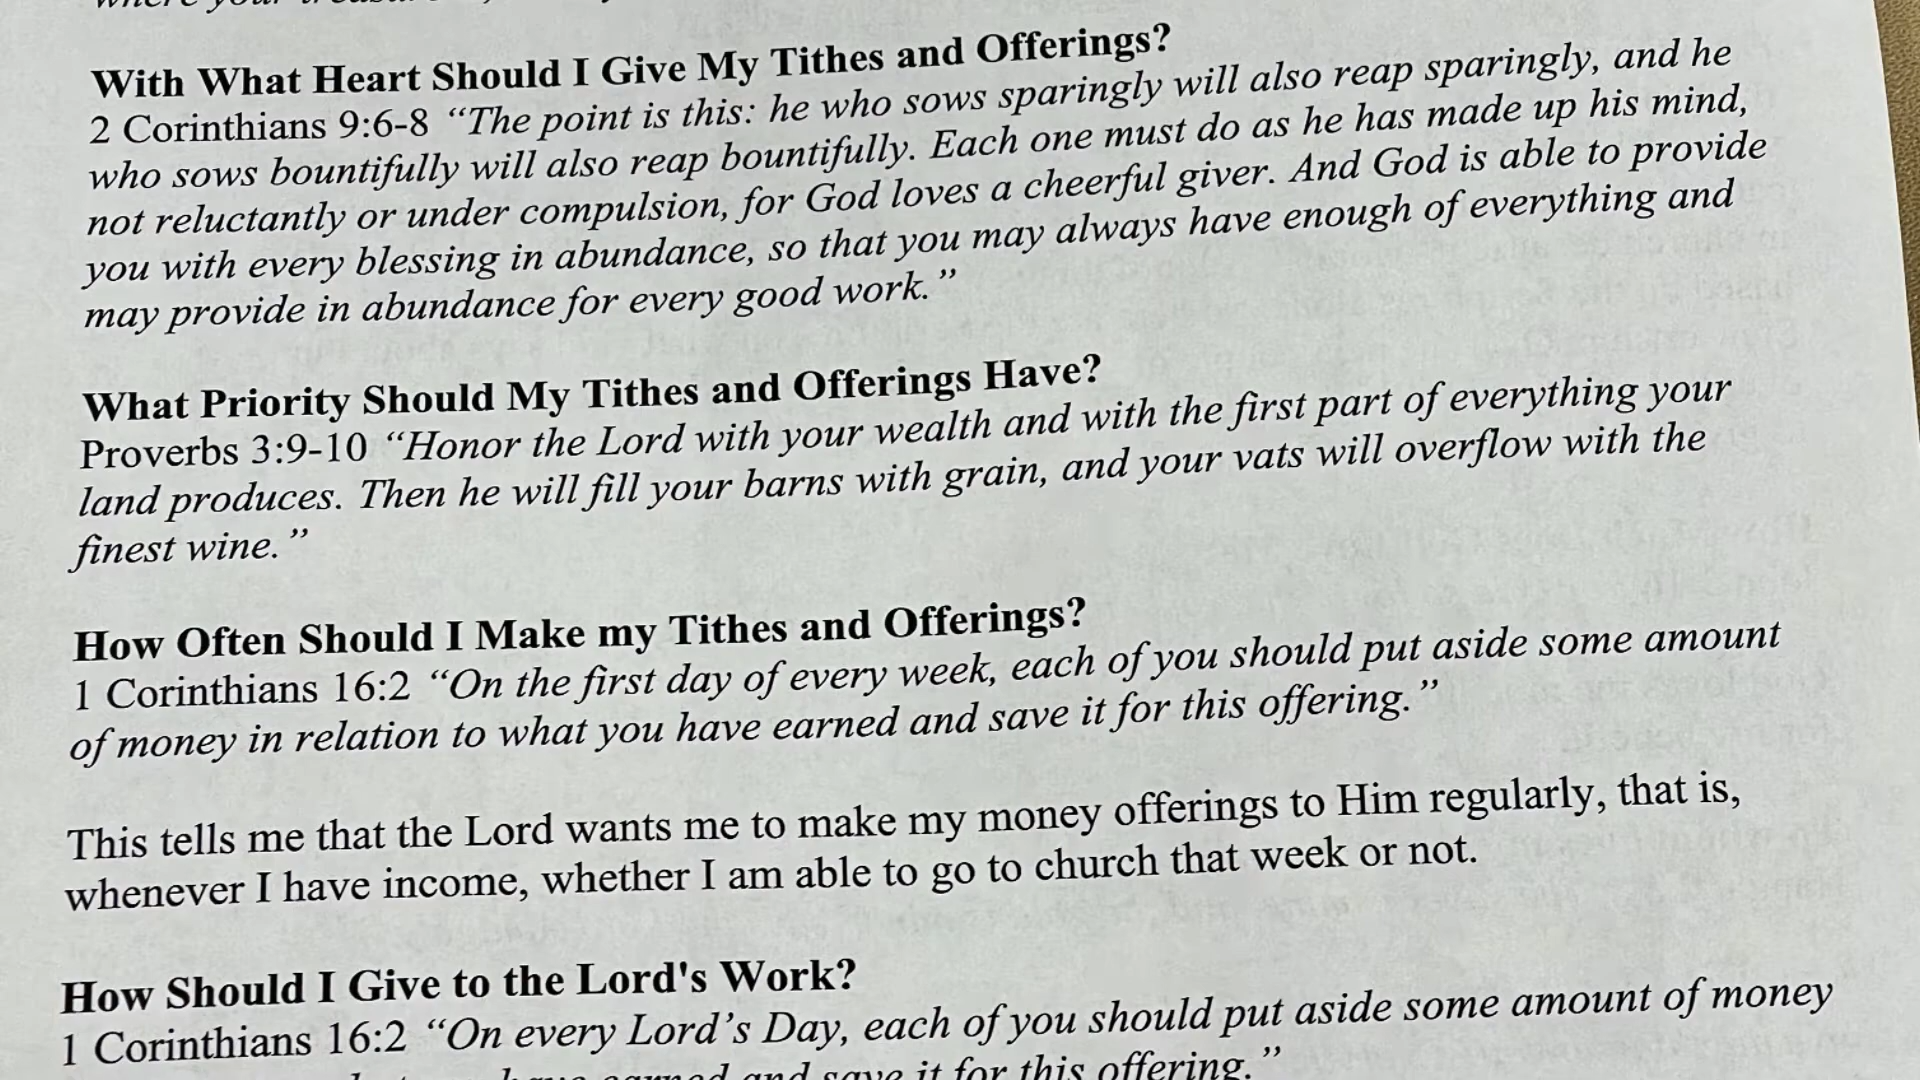 where your
With What Heart Should I Give My Tithes and Offerings?
2 Corinthians 9:6-8 “The point is this: he who sows sparingly will also reap sparingly, and he
who sows bountifully will also reap bountifully. Each one must do as he has made up his mind,
not reluctantly or under compulsion, for God loves a cheerful giver. And God is able to provide
you with every blessing in abundance, so that you may always have enough of everything and
may provide in abundance for every good work.”
What Priority Should My Tithes and Offerings Have?
Proverbs 3:9-10 “Honor the Lord with your wealth and with the first part of everything your
land produces. Then he will fill your barns with grain, and your vats will overflow with the
finest wine.”
How Often Should I Make my Tithes and Offerings?
1 Corinthians 16:2 “On the first day of every week, each of you should put aside some amount
of money in relation to what you have earned and save it for this offering.”
This tells me that the Lord wants me to make my money offerings to Him regularly, that is,
whenever I have income, whether I am able to go to church that week or not.
How Should I Give to the Lord's Work?
1 Corinthians 16:2 “On every Lord’s Day, each of you should put aside some amount of money
have earned and save it for this offering.”